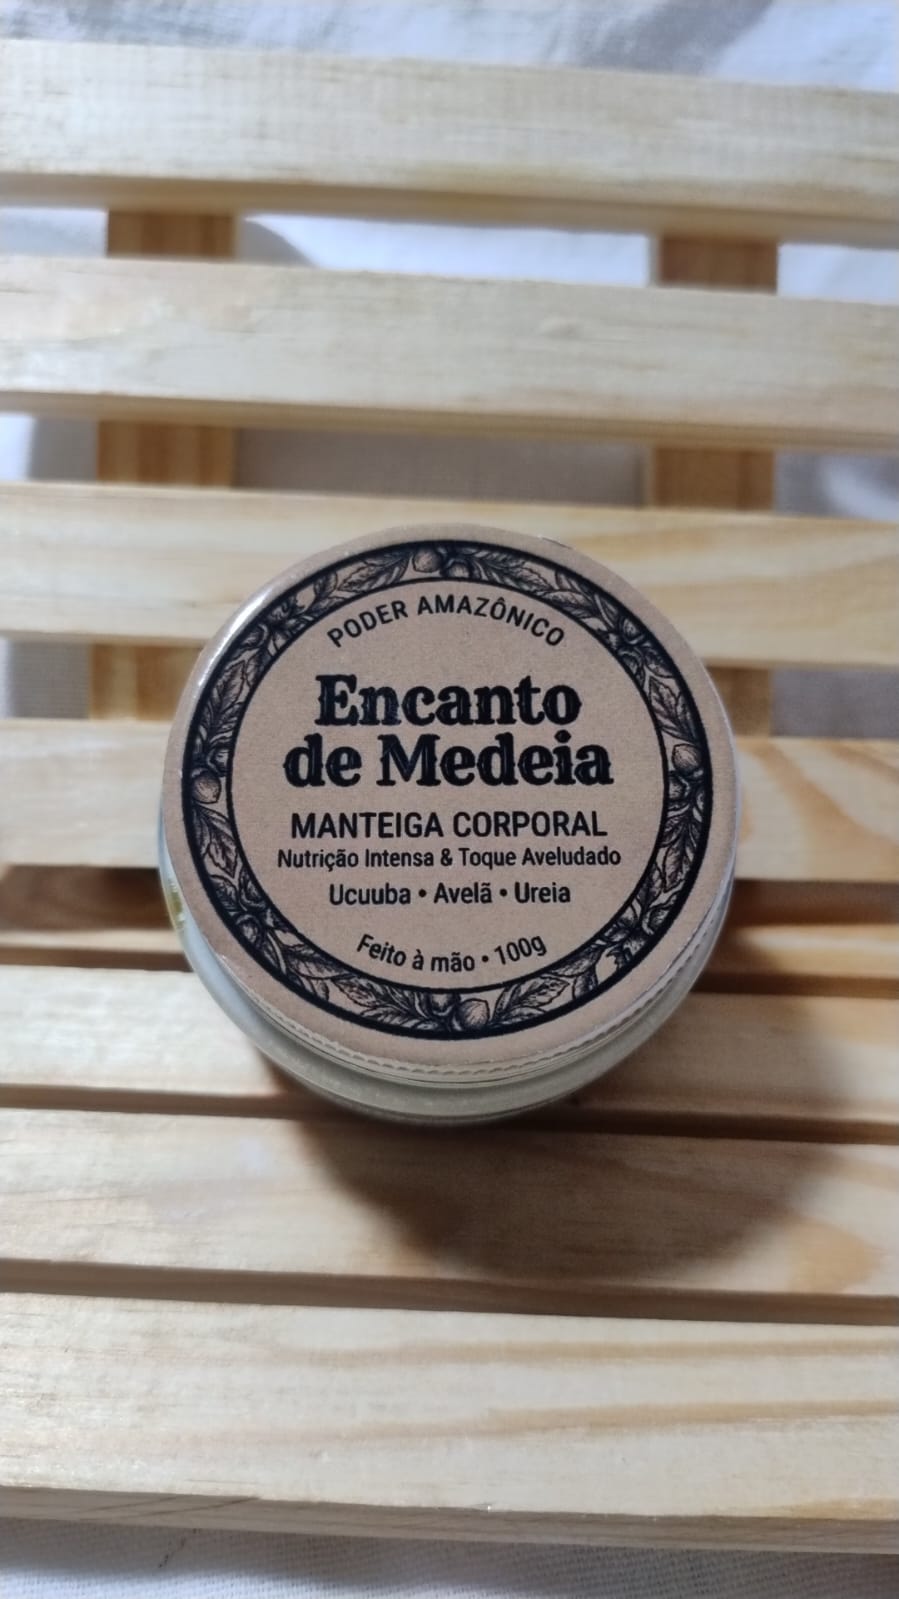 PODER AMAZÔNICO
Encanto
de Medeia
MANTEIGA CORPORAL
Nutrição Intensa & Toque Aveludado
Ucuuba • Avelã • Ureia
Feito à mão • 100g